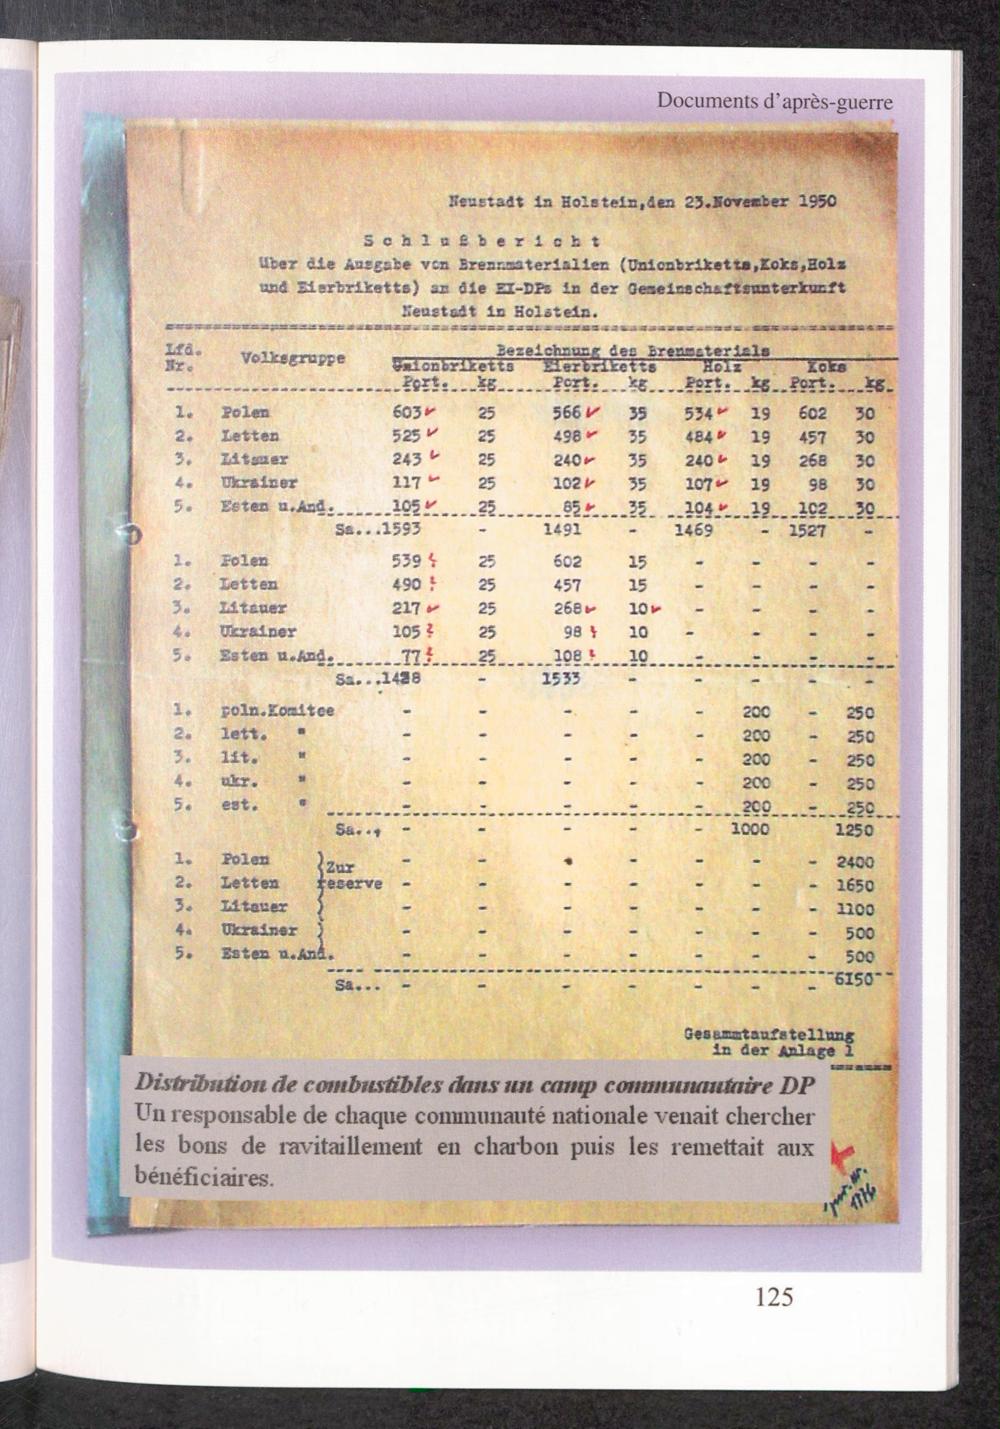 Documents d'après-guerre
Neustadt in Holstein,den 23.November 1950
Schlußbericht
über die Ausgabe von Brennmaterialien (Unionbriketts,Koks,Holz
und Eierbriketts) an die EI-DPs in der Gemeinschaftsunterkunft
Neustadt in Holstein.
Lfd. Nr. Volksgruppe Bezeichnung des Brenmaterials
Unionbriketts Eierbriketts Holz Koks
Port. kg Port. kg Port. kg Port. kg
1. Polen 603 25 566 35 534 19 602 30
2. Letten 525 25 498 35 484 19 457 30
3. Litauer 243 25 240 35 240 19 268 30
4. Ukrainer 117 25 102 35 107 19 98 30
5. Esten u.And. 105 25 85 35 104 19 102 30
Sa...1593 - 1491 - 1469 - 1527 -
1. Polen 539 25 602 15 - - - -
2. Letten 490 25 457 15 - - - -
3. Litauer 217 25 268 10 - - - -
4. Ukrainer 105 25 98 10 - - - -
5. Esten u.And. 77 25 108 10 - - - -
Sa...1428 - 1533 - - - - -
1. poln.Komitee - - - - - 200 - 250
2. lett. " - - - - - 200 - 250
3. lit. " - - - - - 200 - 250
4. ukr. " - - - - - 200 - 250
5. est. " - - - - - 200 - 250
Sa... - - - - - 1000 1250
1. Polen } Zur - - - - - - - 2400
2. Letten reserve - - - - - - - 1650
3. Litauer } - - - - - - - 1100
4. Ukrainer } - - - - - - - 500
5. Esten u.And. - - - - - - - 500
Sa... - - - - - - - 6150
Gesammtaufstellung
in der Anlage 1
Distribution de combustibles dans un camp communautaire DP
Un responsable de chaque communauté nationale venait chercher
les bons de ravitaillement en charbon puis les remettait aux
bénéficiaires.
125